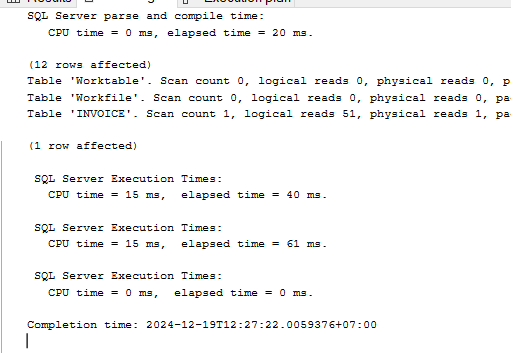 Results
Execution plan
SQL Server parse and compile time:
CPU time = 0 ms, elapsed time = 20 ms.
(12 rows affected)
Table 'Worktable'. Scan count 0, logical reads 0, physical reads 0, p
Table 'Workfile'. Scan count 0, logical reads 0, physical reads 0, pa
Table 'INVOICE'. Scan count 1, logical reads 51, physical reads 1, pa
(1 row affected)
SQL Server Execution Times:
CPU time = 15 ms, elapsed time = 40 ms.
SQL Server Execution Times:
CPU time = 15 ms, elapsed time = 61 ms.
SQL Server Execution Times:
CPU time = 0 ms, elapsed time = 0 ms.
Completion time: 2024-12-19T12:27:22.0059376+07:00